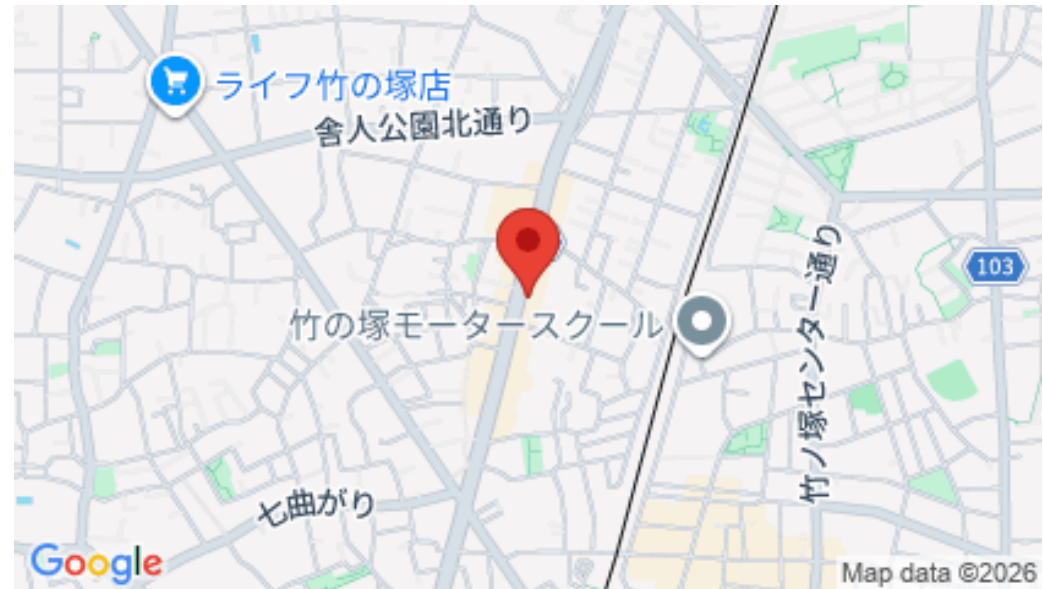 ライフ竹の塚店
舎人公園北通り
竹の塚モータースクール
竹ノ塚センター通り
103
七曲がり
Google
Map data ©2026